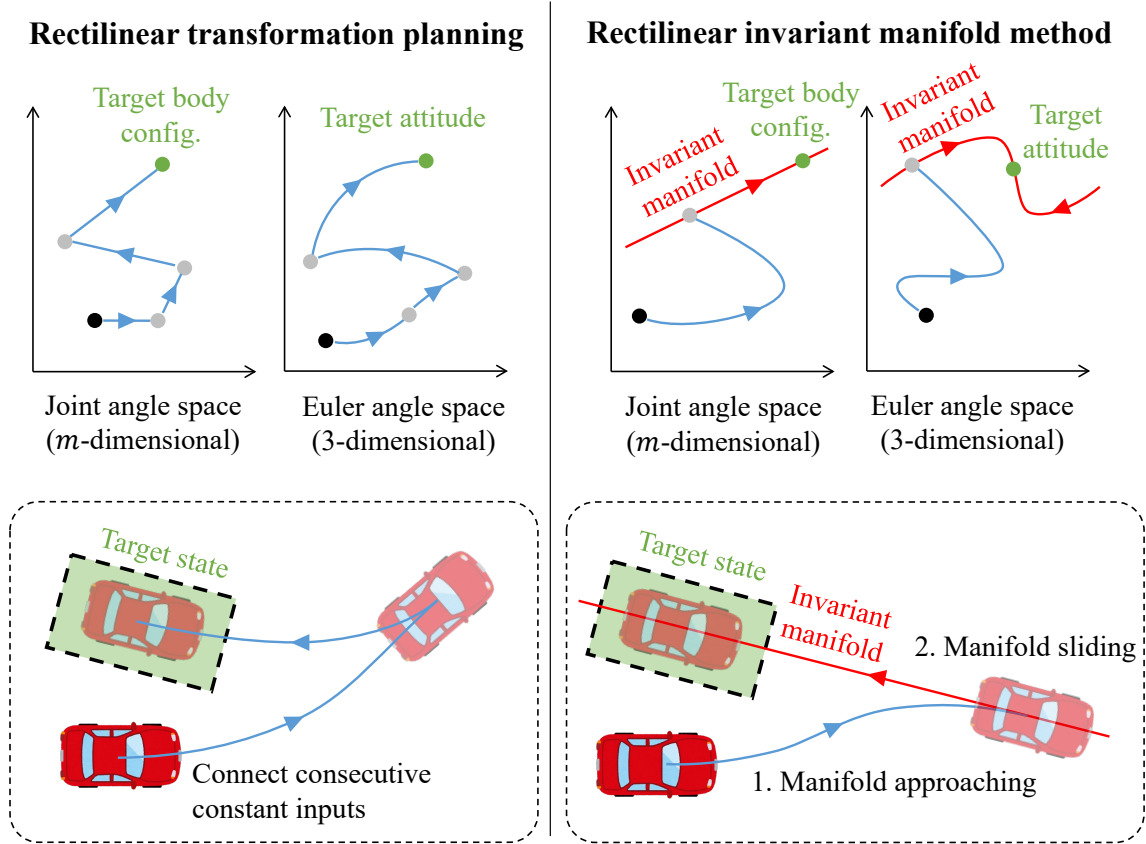 Rectilinear transformation planning
Target body
config.
Target attitude
Joint angle space
(m-dimensional)
Euler angle space
(3-dimensional)
Target state
Connect consecutive
constant inputs
Rectilinear invariant manifold method
Invariant
manifold
Target body
config.
Invariant
manifold
Target
attitude
Joint angle space
(m-dimensional)
Euler angle space
(3-dimensional)
Target state
Invariant
manifold
2. Manifold sliding
1. Manifold approaching